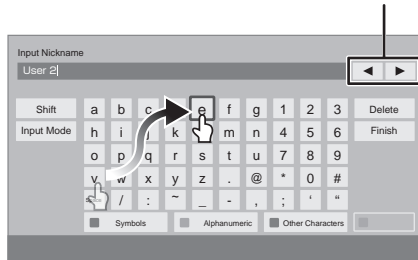 Input Nickname
User 2
◄ ►
Shift a b c e f g 1 2 3 Delete
Input Mode h i j k m n 4 5 6 Finish
o p q r s t u 7 8 9
v w x y z . @ * 0 #
/ : ~ _ - , ; ‘ “
Symbols Alphanumeric Other Characters